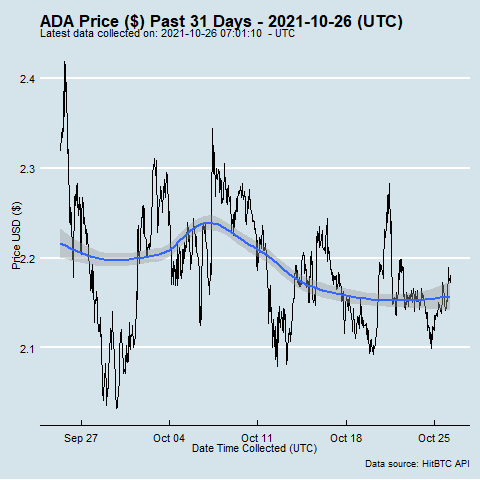 ADA Price ($) Past 31 Days - 2021-10-26 (UTC)
Latest data collected on: 2021-10-26 07:01:10 - UTC
2.4
2.3
2.2
2.1
Price USD ($)
Sep 27
Oct 04
Oct 11
Oct 18
Oct 25
Date Time Collected (UTC)
Data source: HitBTC API